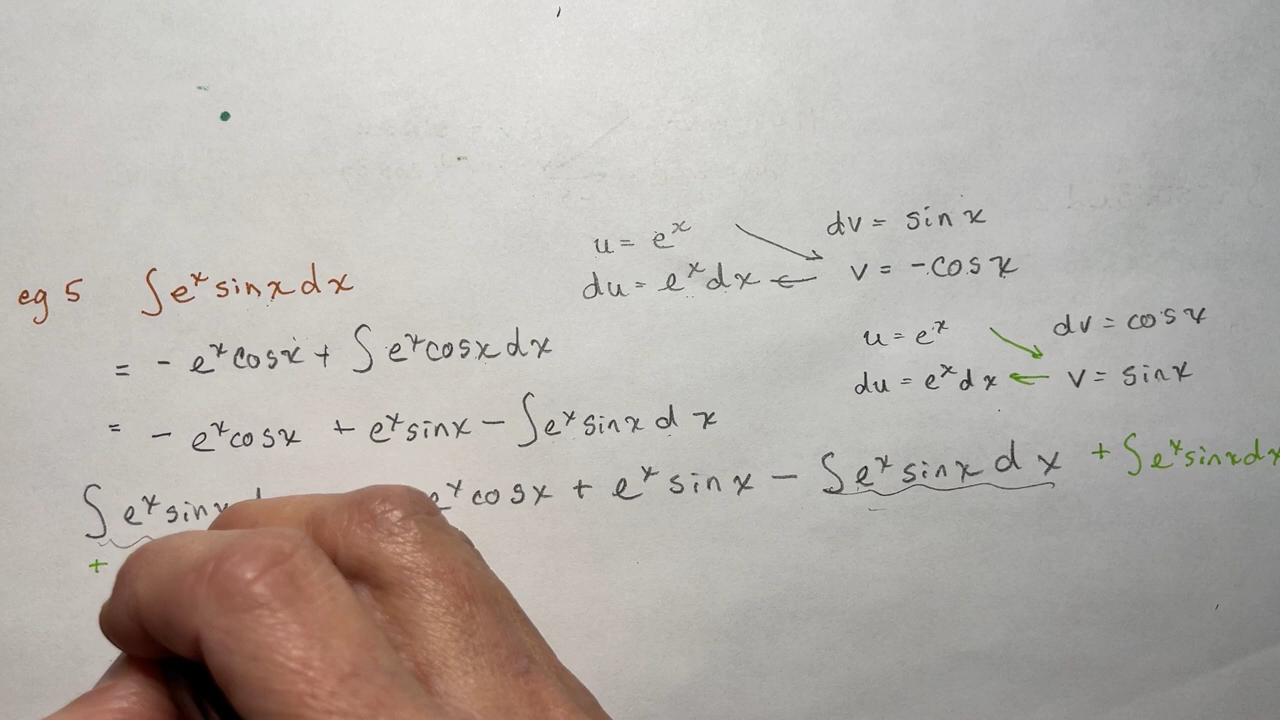 u = e^x dv = sin x
du = e^x dx ← v = -cos x
eg 5 ∫e^x sin x dx
u = e^x dv = cos x
= - e^x cos x + ∫e^x cos x dx
du = e^x dx ← v = sin x
= - e^x cos x + e^x sin x - ∫e^x sin x dx
∫e^x sin x e^x cos x + e^x sin x - ∫e^x sin x dx + ∫e^x sin x dx
+